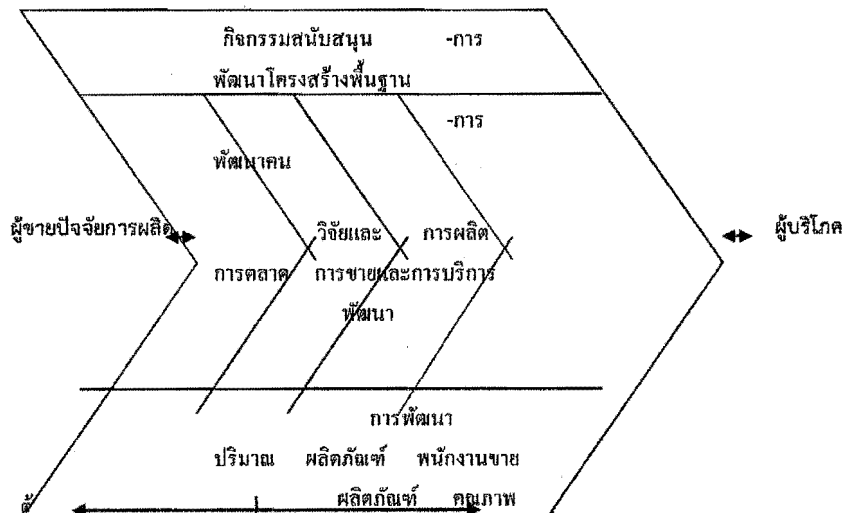 กิจกรรมสนับสนุน -การ
พัฒนาโครงสร้างพื้นฐาน
-การ
พัฒนาคน
ผู้ขายปัจจัยการผลิต วิจัยและ การผลิต ผู้บริโภค
การตลาด การขายและการบริการ
พัฒนา
การพัฒนา
ปริมาณ ผลิตภัณฑ์ พนักงานขาย
ผลิตภัณฑ์ คุณภาพ